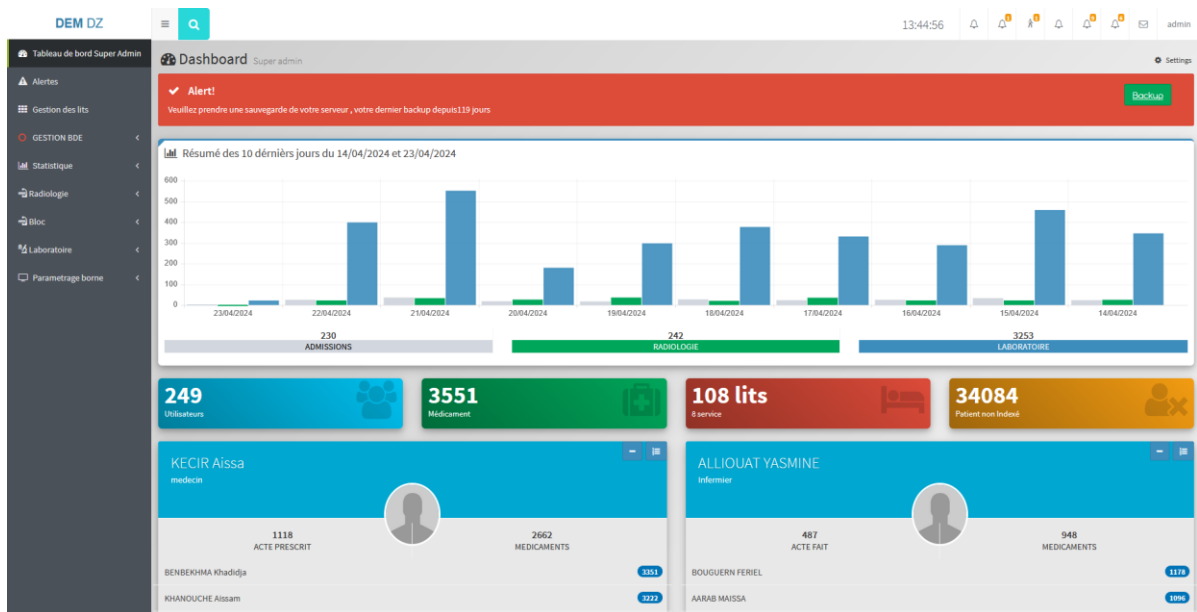 DEM DZ
13:44:56
admin
Tableau de bord Super Admin
Alertes
Gestion des lits
GESTION BDE
Statistique
Radiologie
Bloc
Laboratoire
Parametrage borne
Dashboard Super admin
Settings
Alert!
Veuillez prendre une sauvegarde de votre serveur , votre dernier backup depuis119 jours
Backup
Résumé des 10 dérnièrs jours du 14/04/2024 et 23/04/2024
600
500
400
300
200
100
0
23/04/2024 22/04/2024 21/04/2024 20/04/2024 19/04/2024 18/04/2024 17/04/2024 16/04/2024 15/04/2024 14/04/2024
230
ADMISSIONS
242
RADIOLOGIE
3253
LABORATOIRE
249
Utilisateurs
3551
Médicament
108 lits
8 service
34084
Patient non Indexé
KECIR Aissa
medecin
1118
ACTE PRESCRIT
2662
MEDICAMENTS
BENBEKHMA Khadidja 3351
KHANOUCHE Aissam 3222
ALLIOUAT YASMINE
Infermier
487
ACTE FAIT
948
MEDICAMENTS
BOUGUERN FERIEL 1178
AARAB MAISSA 1096